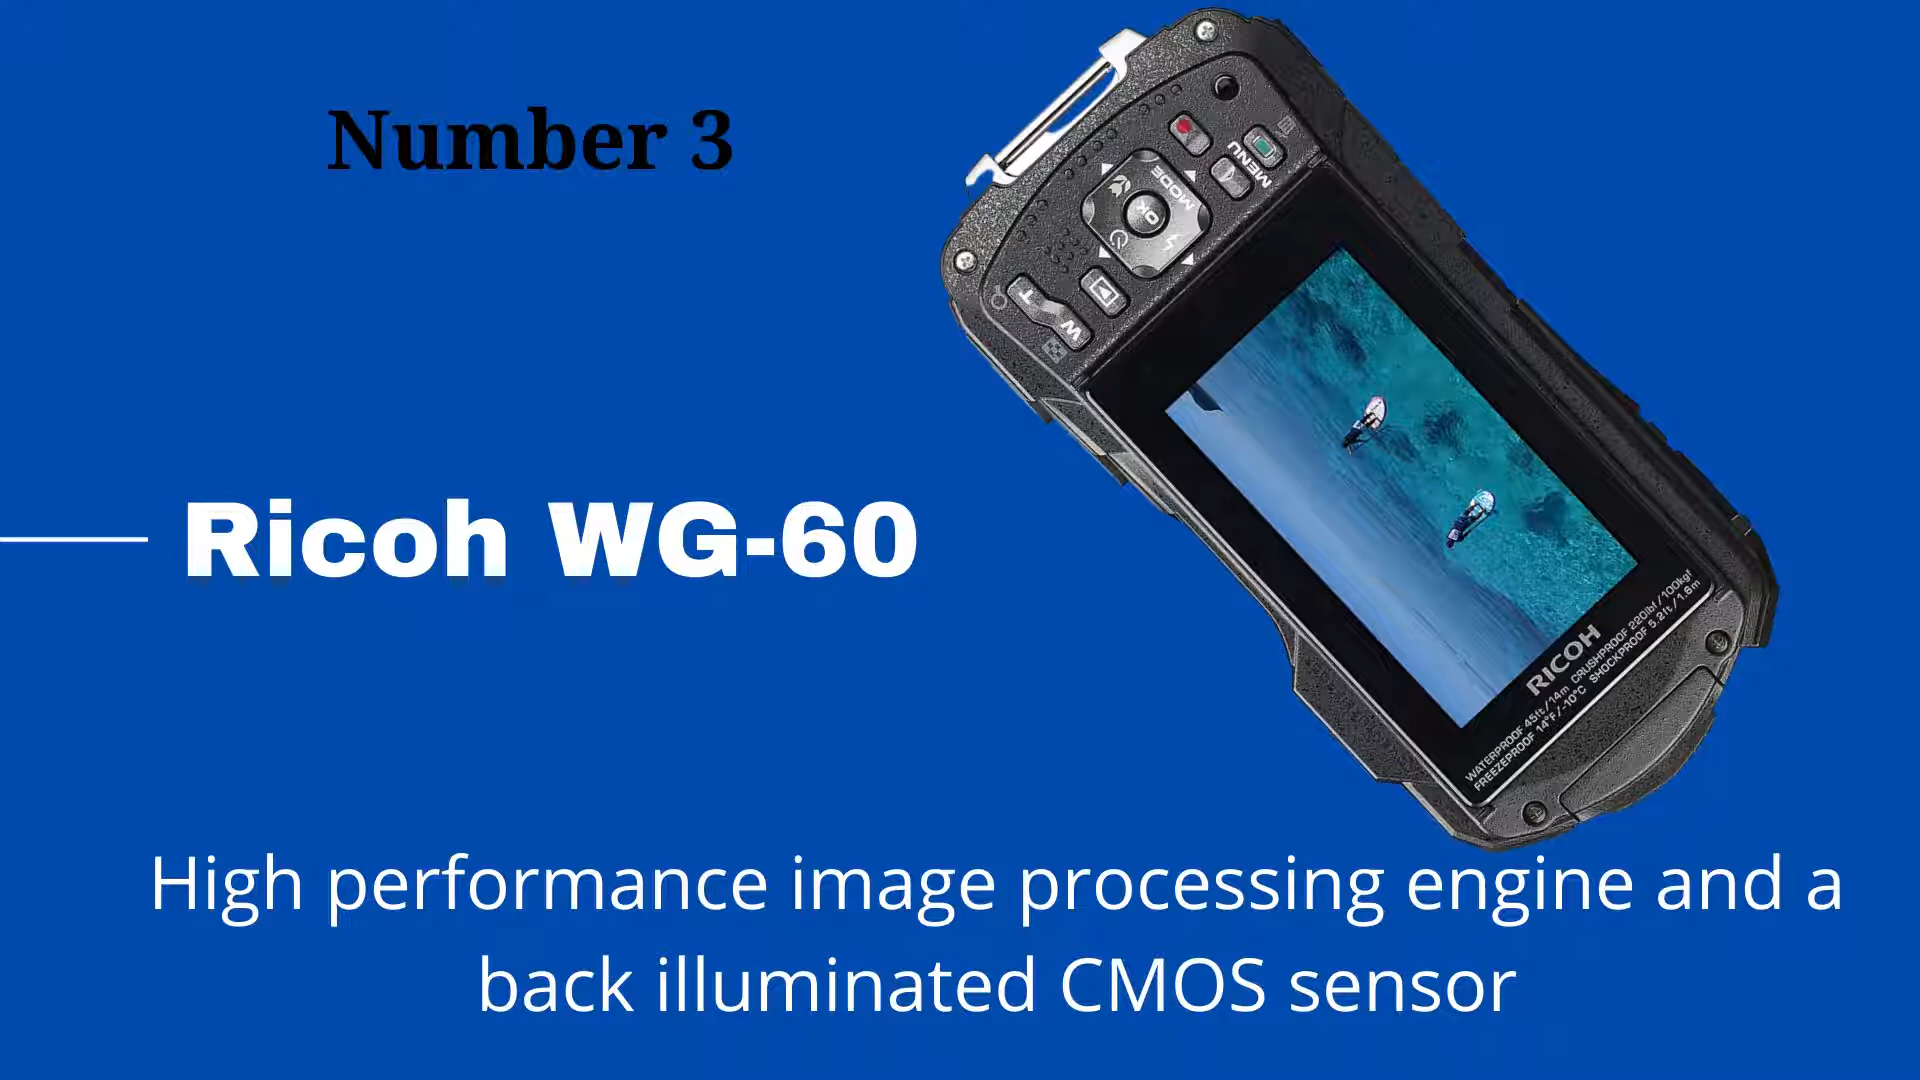 Number 3
Ricoh WG-60
MENU
MODE
OK
T
W
RICOH
WATERPROOF 45ft/14m CRUSHPROOF 220lbf/100kgf
FREEZEPROOF 14°F/-10°C SHOCKPROOF 5.2ft/1.6m
High performance image processing engine and a
back illuminated CMOS sensor